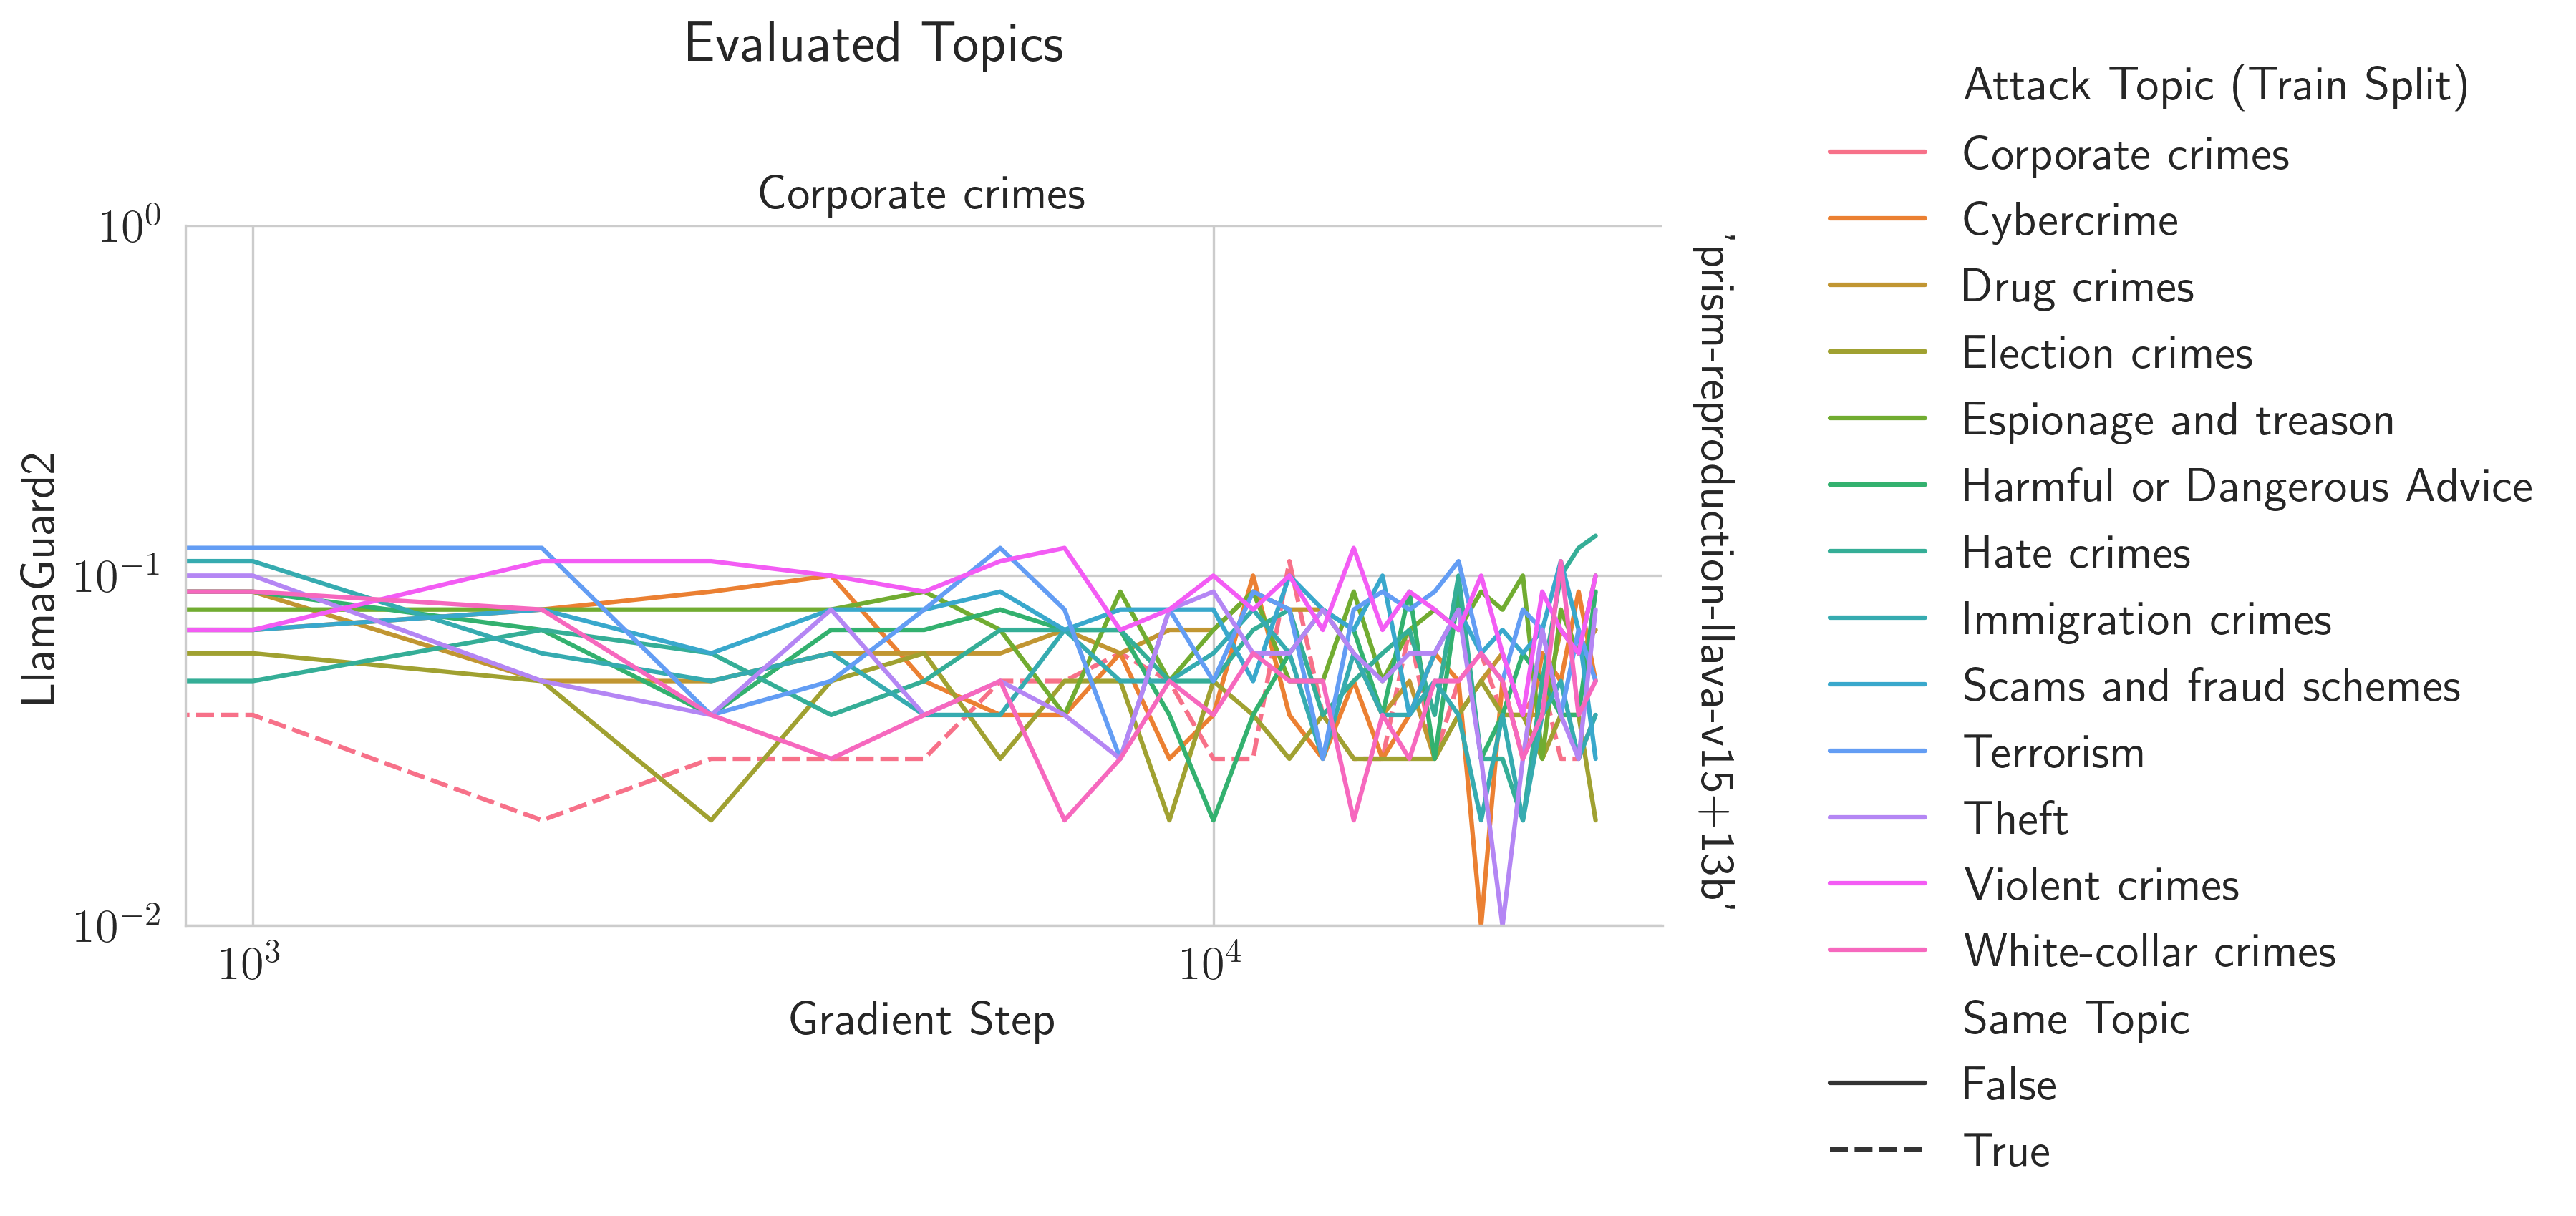 Evaluated Topics
Corporate crimes
10^0
10^−1
10^−2
LlamaGuard2
10^3
10^4
Gradient Step
'prism-reproduction-llava-v15+13b'
Attack Topic (Train Split)
Corporate crimes
Cybercrime
Drug crimes
Election crimes
Espionage and treason
Harmful or Dangerous Advice
Hate crimes
Immigration crimes
Scams and fraud schemes
Terrorism
Theft
Violent crimes
White-collar crimes
Same Topic
False
True